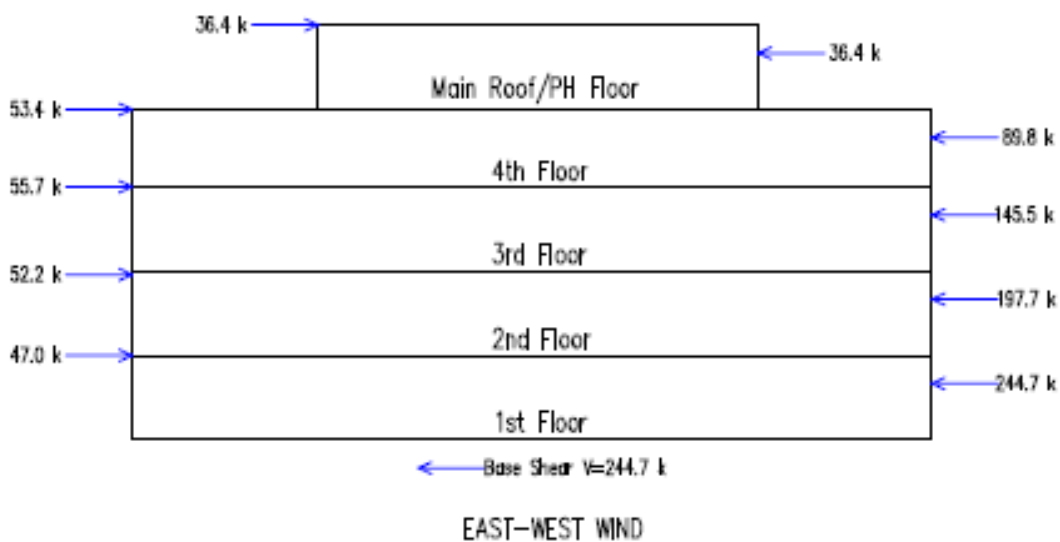 36.4 k
36.4 k
Main Roof/PH Floor
53.4 k
89.8 k
4th Floor
55.7 k
145.5 k
3rd Floor
52.2 k
197.7 k
2nd Floor
47.0 k
244.7 k
1st Floor
Base Shear V=244.7 k
EAST-WEST WIND